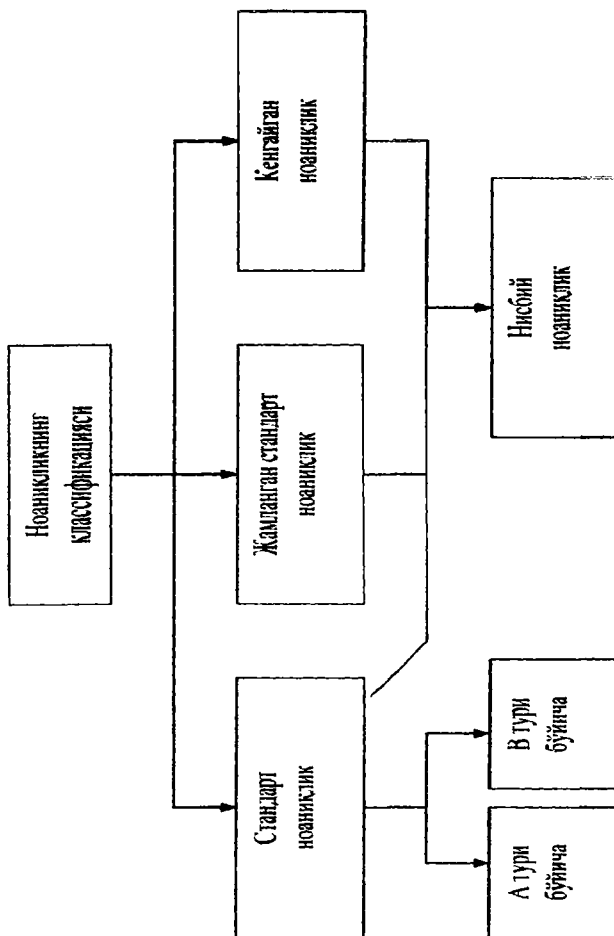 Ноаникликнинг
классификацияси
Стандарт
ноаниклик
Жамланган стандарт
ноаниклик
Кенгайган
ноаниклик
А тури
бўйича
В тури
бўйича
Нисбий
ноаниклик